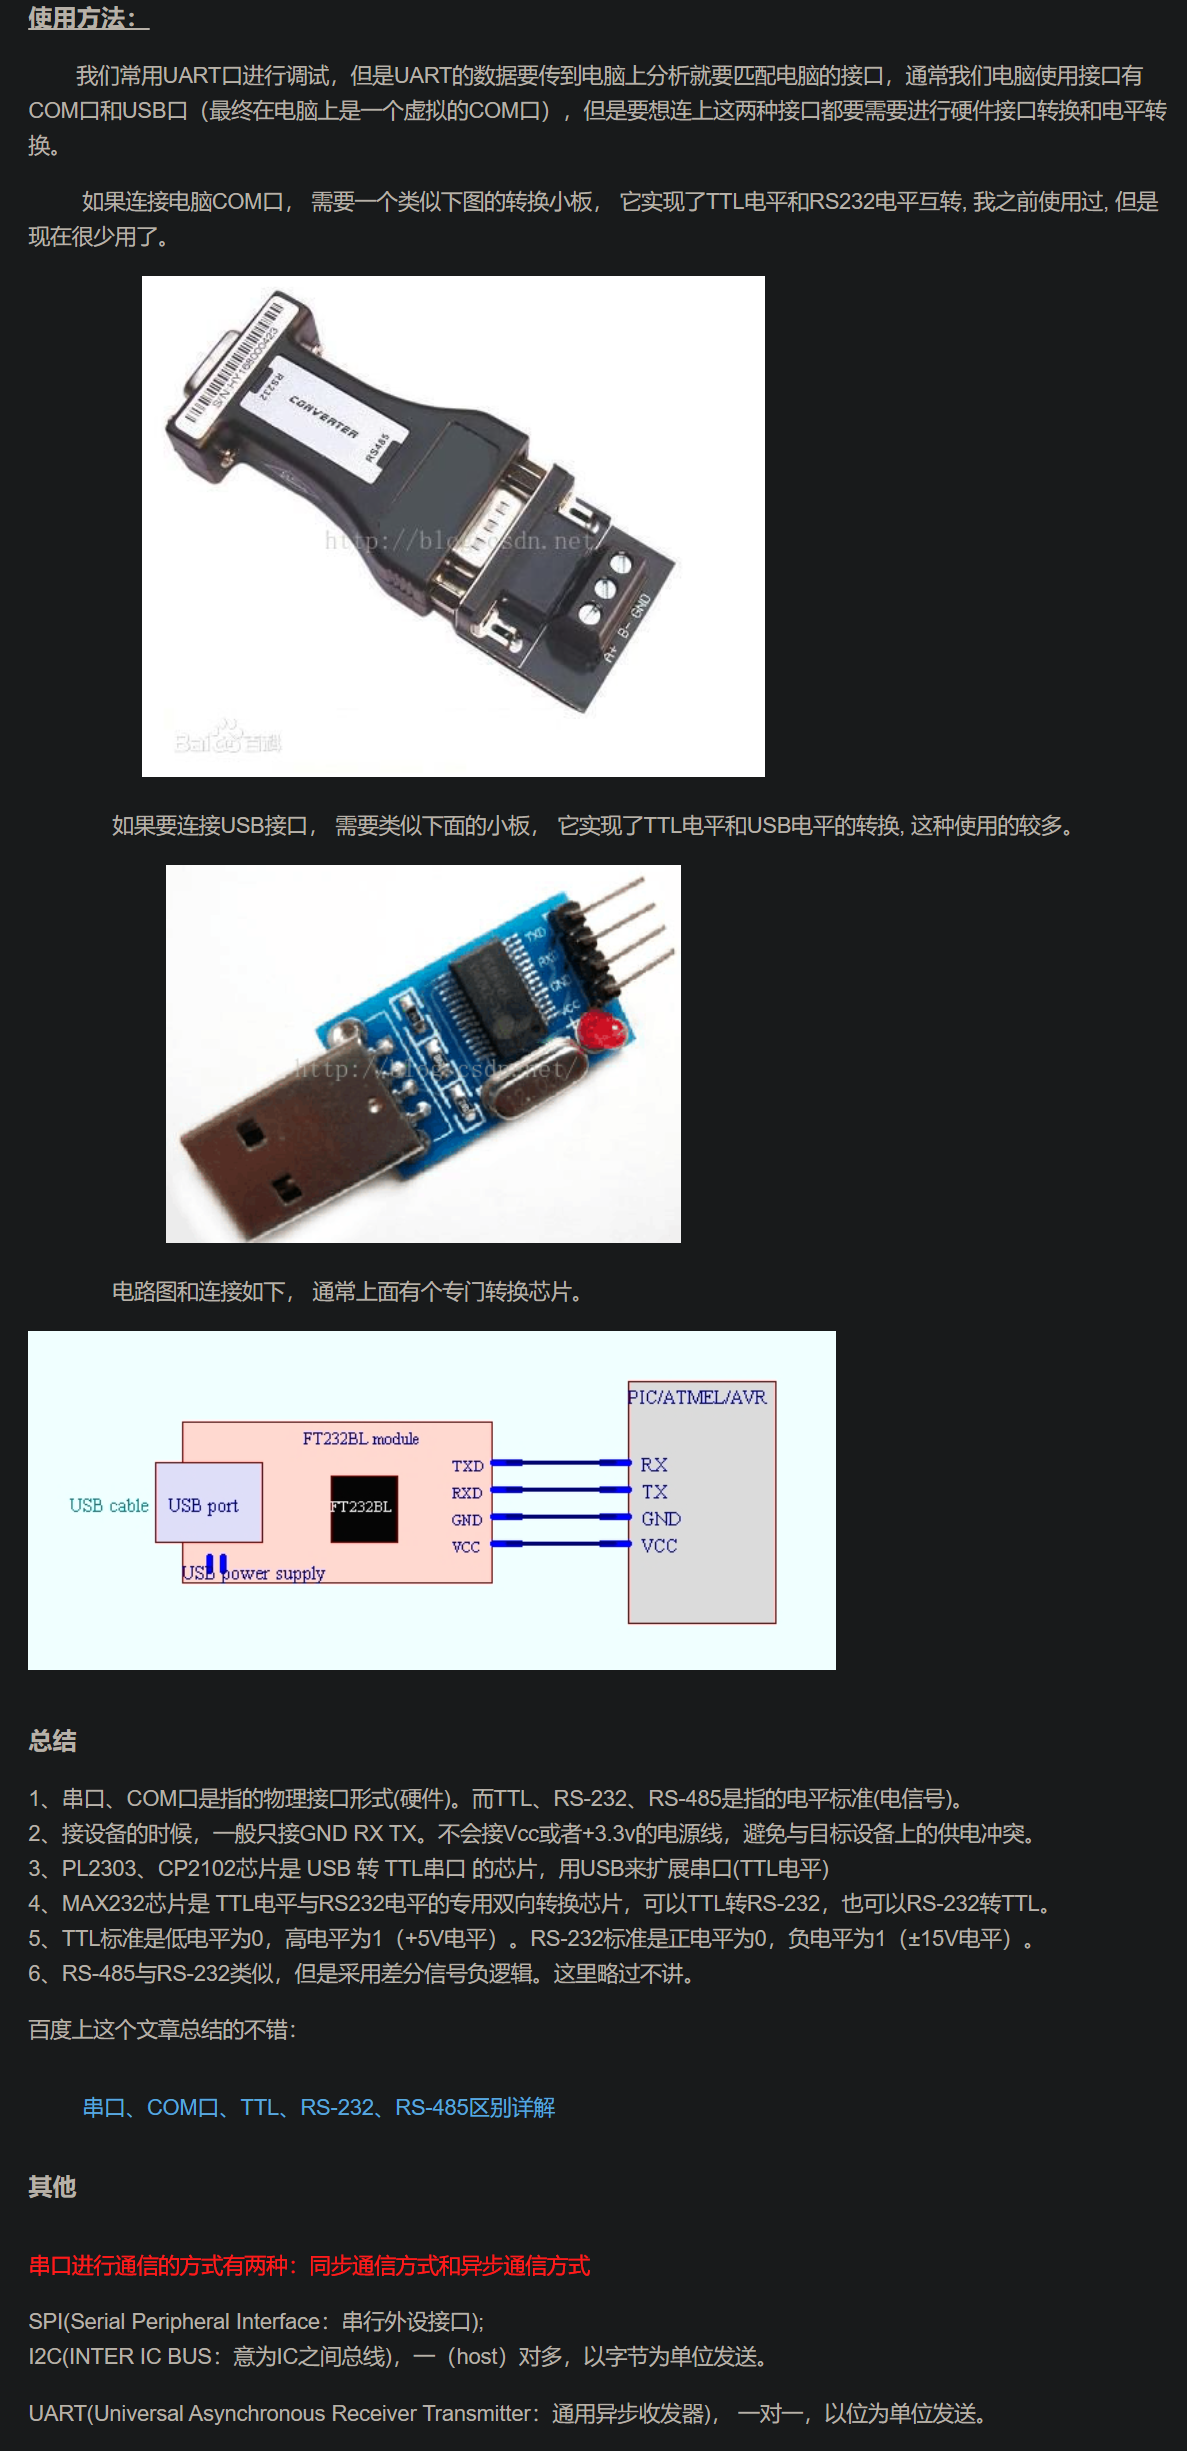 使用方法：
我们常用UART口进行调试，但是UART的数据要传到电脑上分析就要匹配电脑的接口，通常我们电脑使用接口有
COM口和USB口（最终在电脑上是一个虚拟的COM口），但是要想连上这两种接口都要需要进行硬件接口转换和电平转
换。
如果连接电脑COM口， 需要一个类似下图的转换小板， 它实现了TTL电平和RS232电平互转, 我之前使用过, 但是
现在很少用了。
S/N HY168000423
RS232
CONVERTER
RS485
http://blog.csdn.net/
A+ B- GND
Bai 百科
如果要连接USB接口， 需要类似下面的小板， 它实现了TTL电平和USB电平的转换, 这种使用的较多。
TXD
RXD
GND
VCC
http://blog.csdn.net/
电路图和连接如下， 通常上面有个专门转换芯片。
PIC/ATMEL/AVR
FT232BL module
TXD RX
RXD TX
USB cable USB port FT232BL
GND GND
VCC VCC
USB power supply
总结
1、串口、COM口是指的物理接口形式(硬件)。而TTL、RS-232、RS-485是指的电平标准(电信号)。
2、接设备的时候，一般只接GND RX TX。不会接Vcc或者+3.3v的电源线，避免与目标设备上的供电冲突。
3、PL2303、CP2102芯片是 USB 转 TTL串口 的芯片，用USB来扩展串口(TTL电平)
4、MAX232芯片是 TTL电平与RS232电平的专用双向转换芯片，可以TTL转RS-232，也可以RS-232转TTL。
5、TTL标准是低电平为0，高电平为1（+5V电平）。RS-232标准是正电平为0，负电平为1（±15V电平）。
6、RS-485与RS-232类似，但是采用差分信号负逻辑。这里略过不讲。
百度上这个文章总结的不错：
串口、COM口、TTL、RS-232、RS-485区别详解
其他
串口进行通信的方式有两种：同步通信方式和异步通信方式
SPI(Serial Peripheral Interface：串行外设接口);
I2C(INTER IC BUS：意为IC之间总线)，一（host）对多，以字节为单位发送。
UART(Universal Asynchronous Receiver Transmitter：通用异步收发器)， 一对一，以位为单位发送。